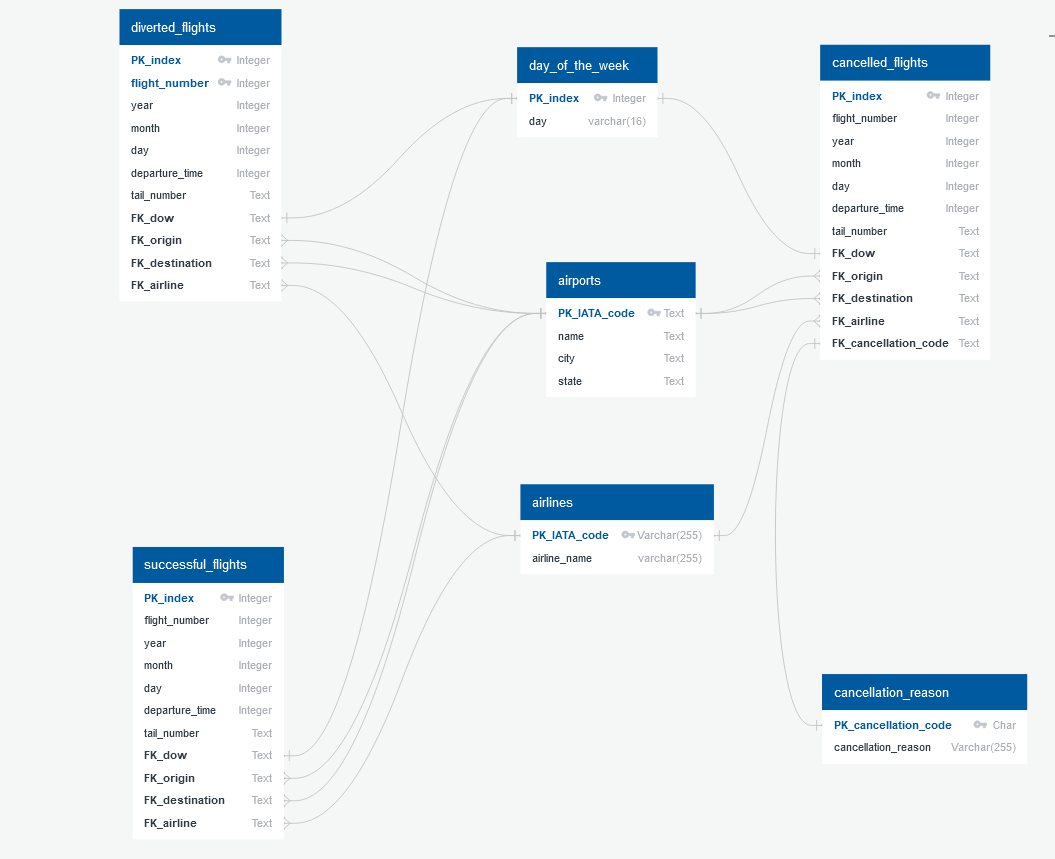 diverted_flights
PK_index Integer
flight_number Integer
year Integer
month Integer
day Integer
departure_time Integer
tail_number Text
FK_dow Text
FK_origin Text
FK_destination Text
FK_airline Text
day_of_the_week
PK_index Integer
day varchar(16)
cancelled_flights
PK_index Integer
flight_number Integer
year Integer
month Integer
day Integer
departure_time Integer
tail_number Text
FK_dow Text
FK_origin Text
FK_destination Text
FK_airline Text
FK_cancellation_code Text
airports
PK_IATA_code Text
name Text
city Text
state Text
airlines
PK_IATA_code Varchar(255)
airline_name varchar(255)
successful_flights
PK_index Integer
flight_number Integer
year Integer
month Integer
day Integer
departure_time Integer
tail_number Text
FK_dow Text
FK_origin Text
FK_destination Text
FK_airline Text
cancellation_reason
PK_cancellation_code Char
cancellation_reason Varchar(255)